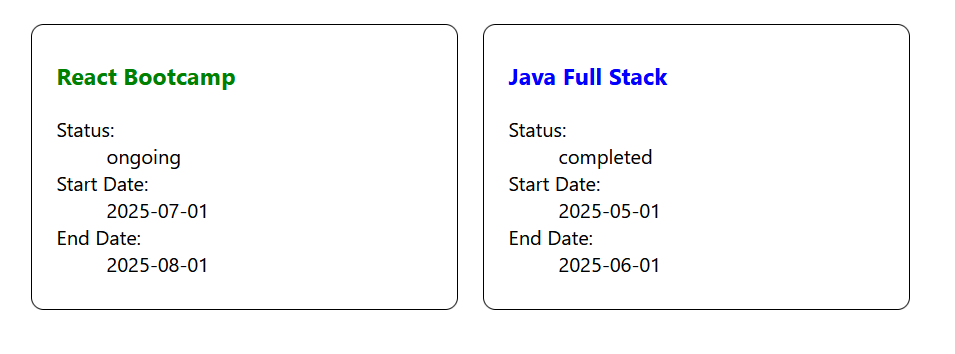 React Bootcamp
Status:
ongoing
Start Date:
2025-07-01
End Date:
2025-08-01
Java Full Stack
Status:
completed
Start Date:
2025-05-01
End Date:
2025-06-01